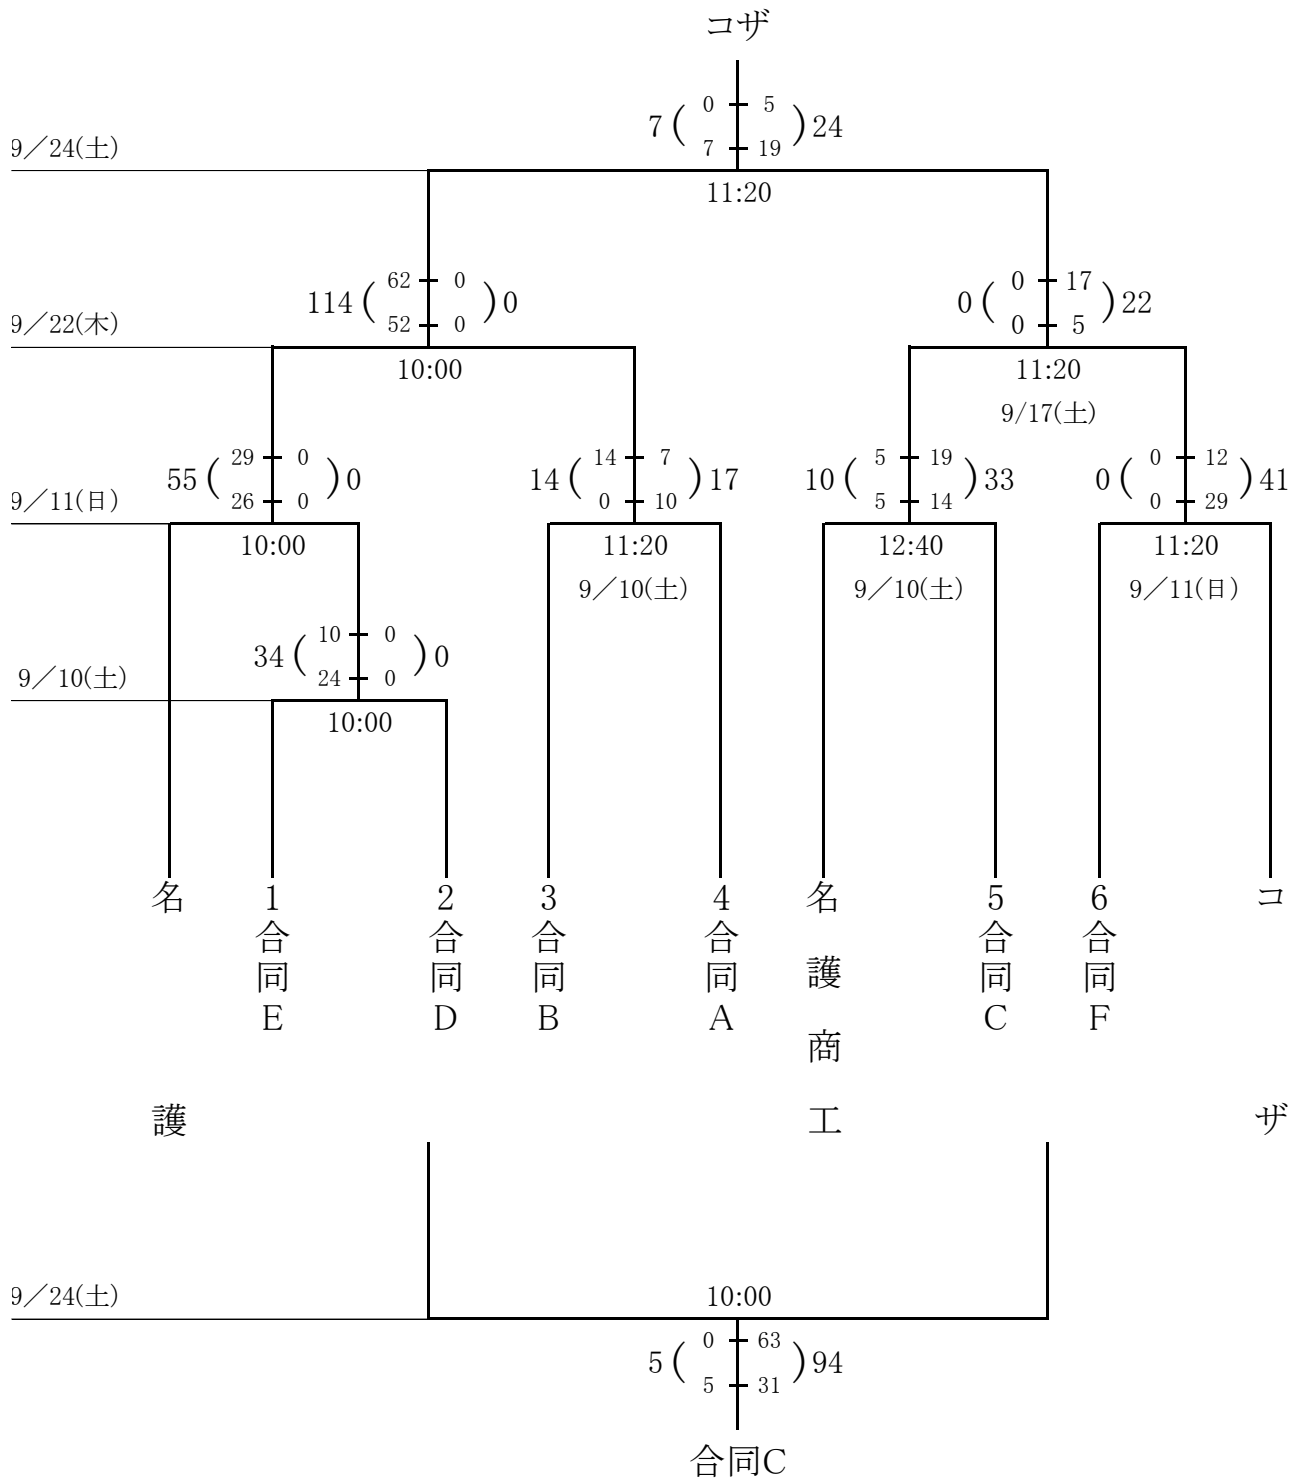 コザ
7 ( 0 5 ) 24
7 19
9／24(土)
11:20
114 ( 62 0 ) 0
52 0
0 ( 0 17 ) 22
0 5
9／22(木)
10:00
11:20
9/17(土)
55 ( 29 0 ) 0
26 0
14 ( 14 7 ) 17
0 10
10 ( 5 19 ) 33
5 14
0 ( 0 12 ) 41
0 29
9／11(日)
10:00
11:20
12:40
11:20
9／10(土)
9／10(土)
9／11(日)
34 ( 10 0 ) 0
24 0
9／10(土)
10:00
名護
1合同E
2合同D
3合同B
4合同A
名護商工
5合同C
6合同F
コザ
9／24(土)
10:00
5 ( 0 63 ) 94
5 31
合同C